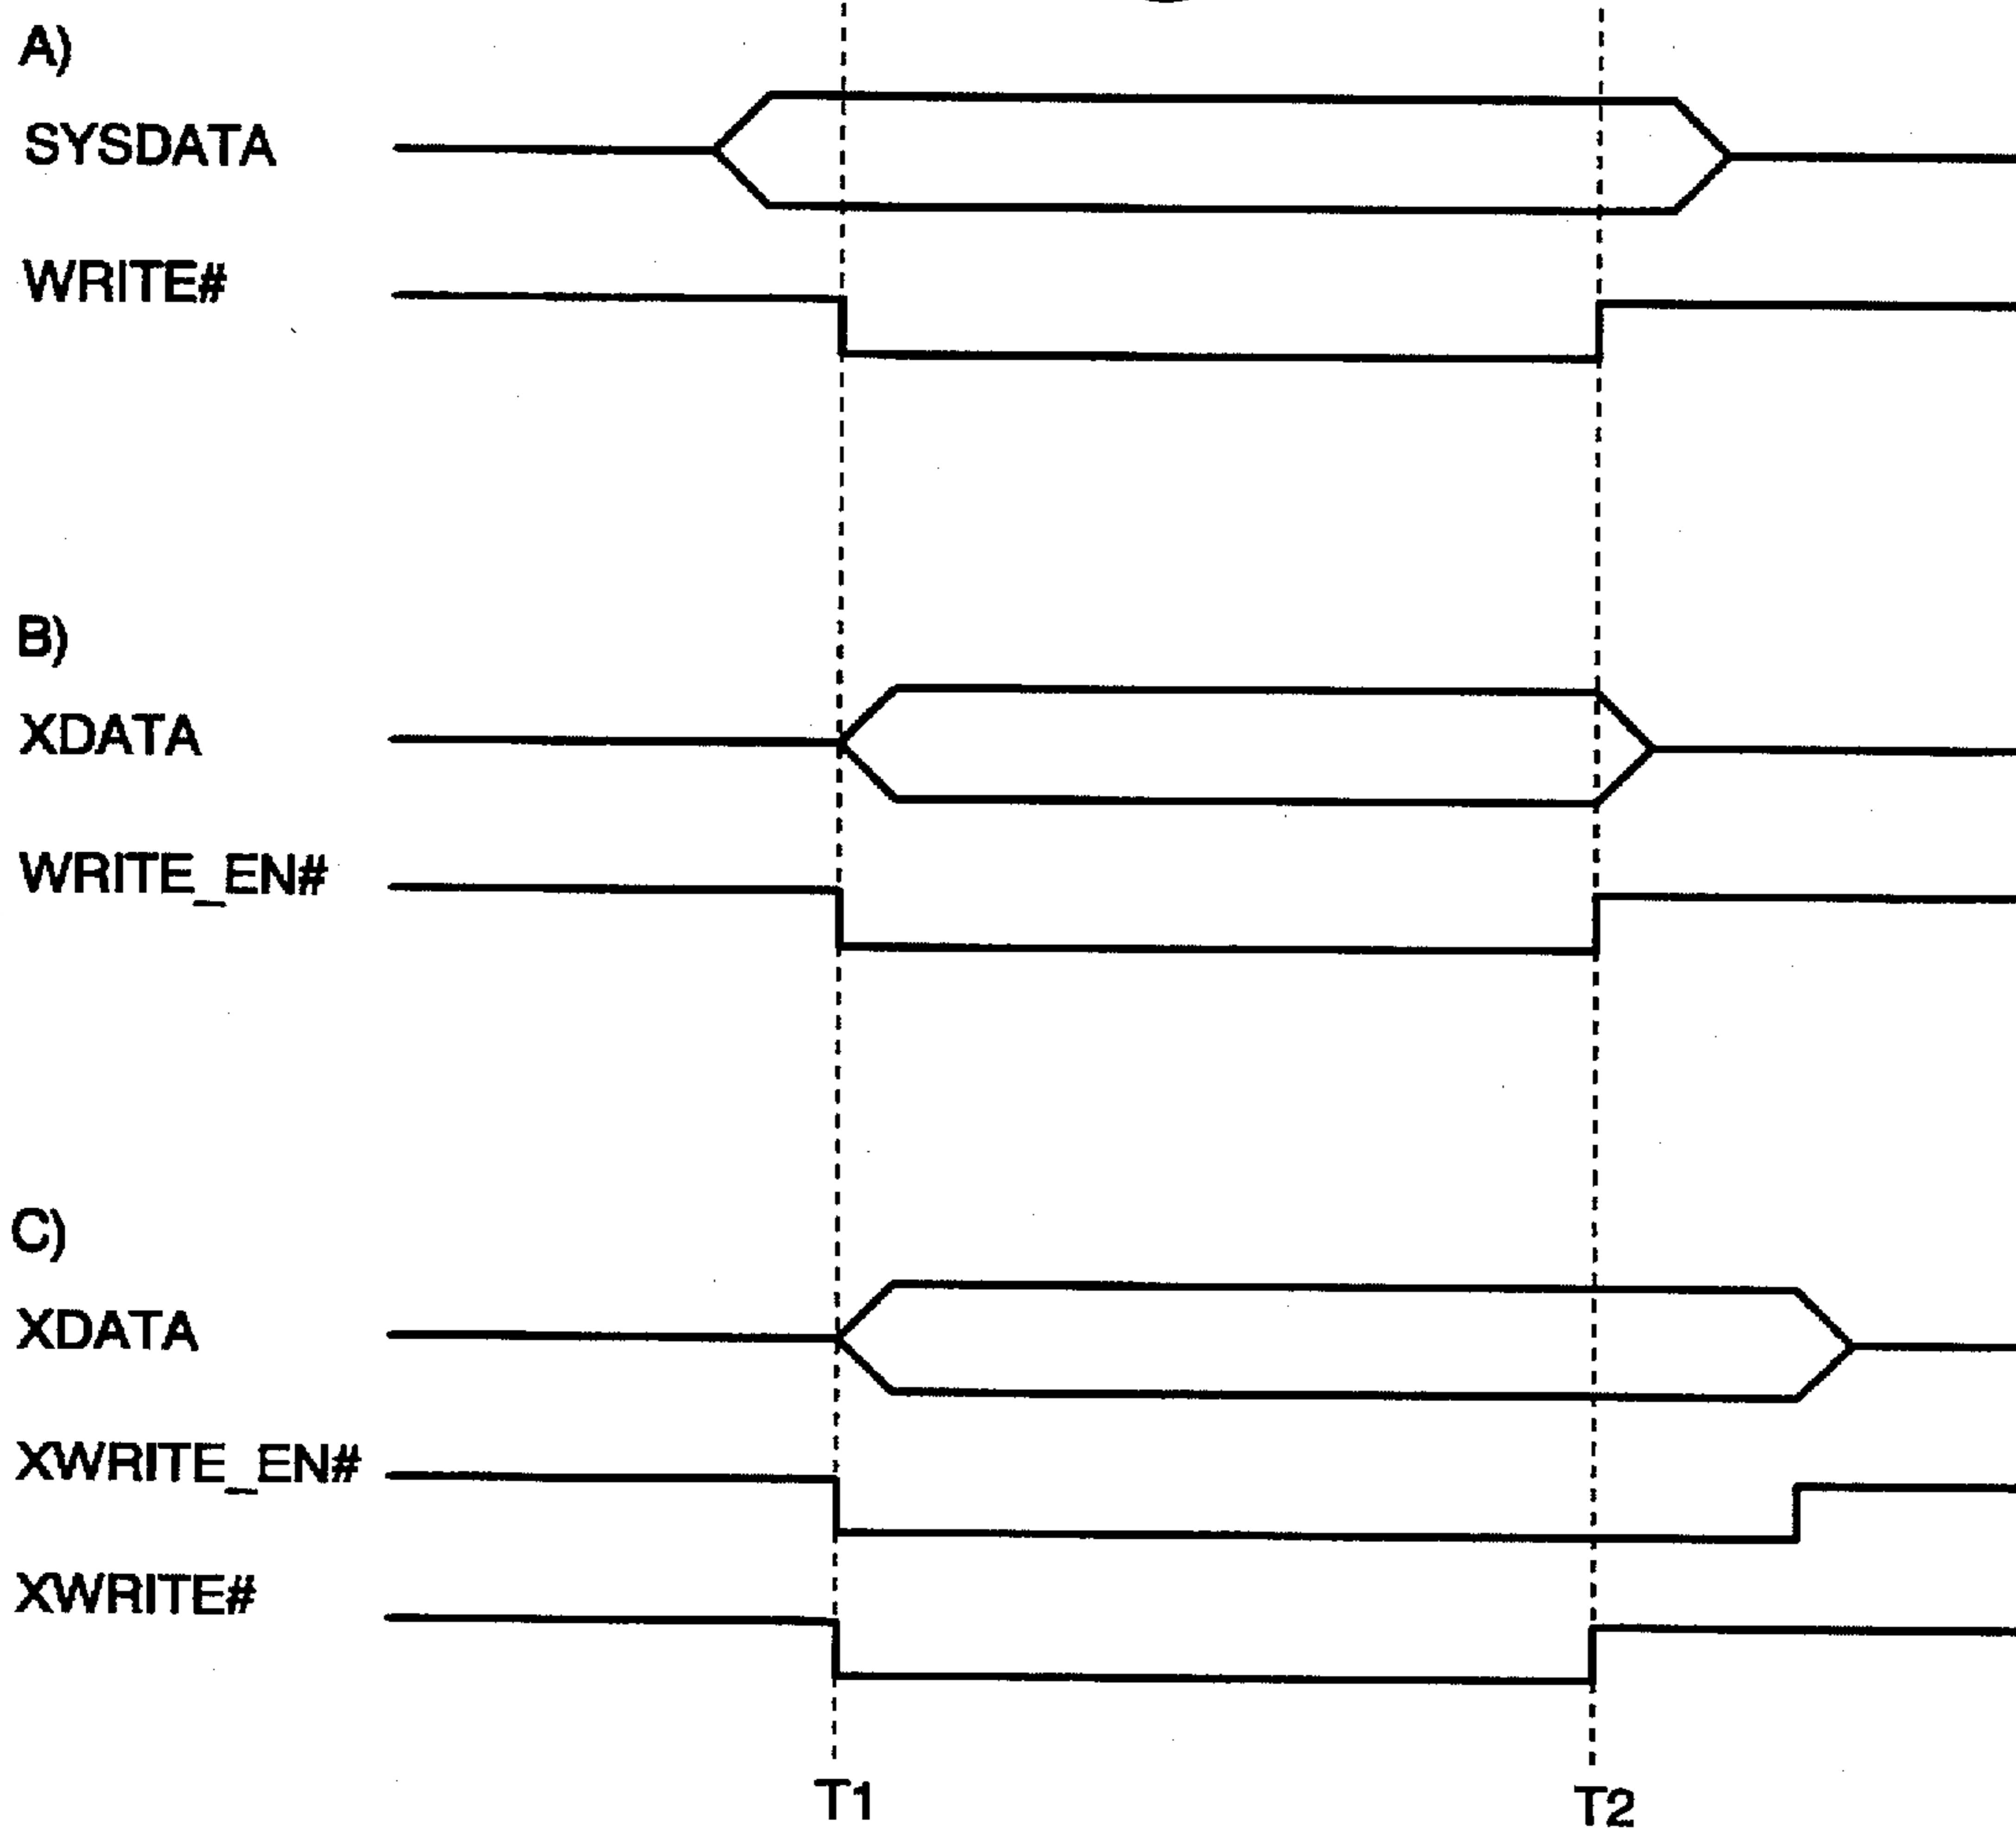 A)
SYSDATA
WRITE#
B)
XDATA
WRITE_EN#
C)
XDATA
XWRITE_EN#
XWRITE#
T1 T2